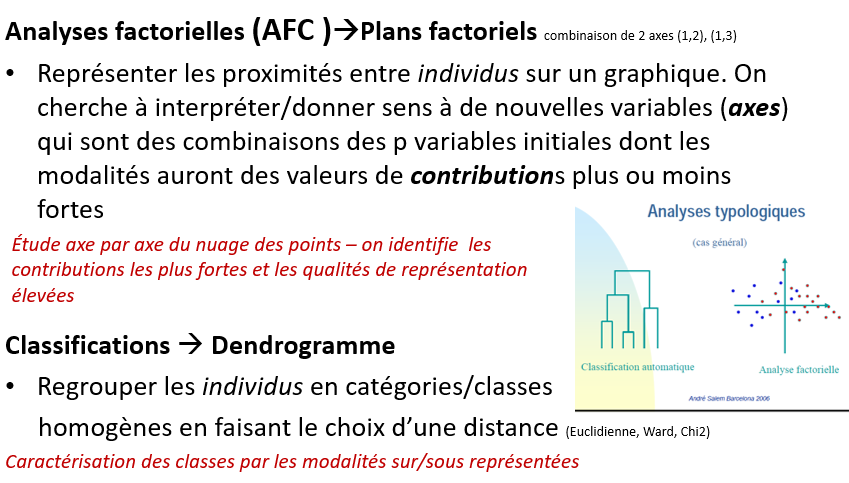 Analyses factorielles (AFC )→Plans factoriels combinaison de 2 axes (1,2), (1,3)
• Représenter les proximités entre individus sur un graphique. On
cherche à interpréter/donner sens à de nouvelles variables (axes)
qui sont des combinaisons des p variables initiales dont les
modalités auront des valeurs de contributions plus ou moins
fortes
Étude axe par axe du nuage des points – on identifie les
contributions les plus fortes et les qualités de représentation
élevées
Analyses typologiques
(cas général)
Classification automatique
Analyse factorielle
André Salem Barcelona 2006
Classifications → Dendrogramme
• Regrouper les individus en catégories/classes
homogènes en faisant le choix d’une distance (Euclidienne, Ward, Chi2)
Caractérisation des classes par les modalités sur/sous représentées